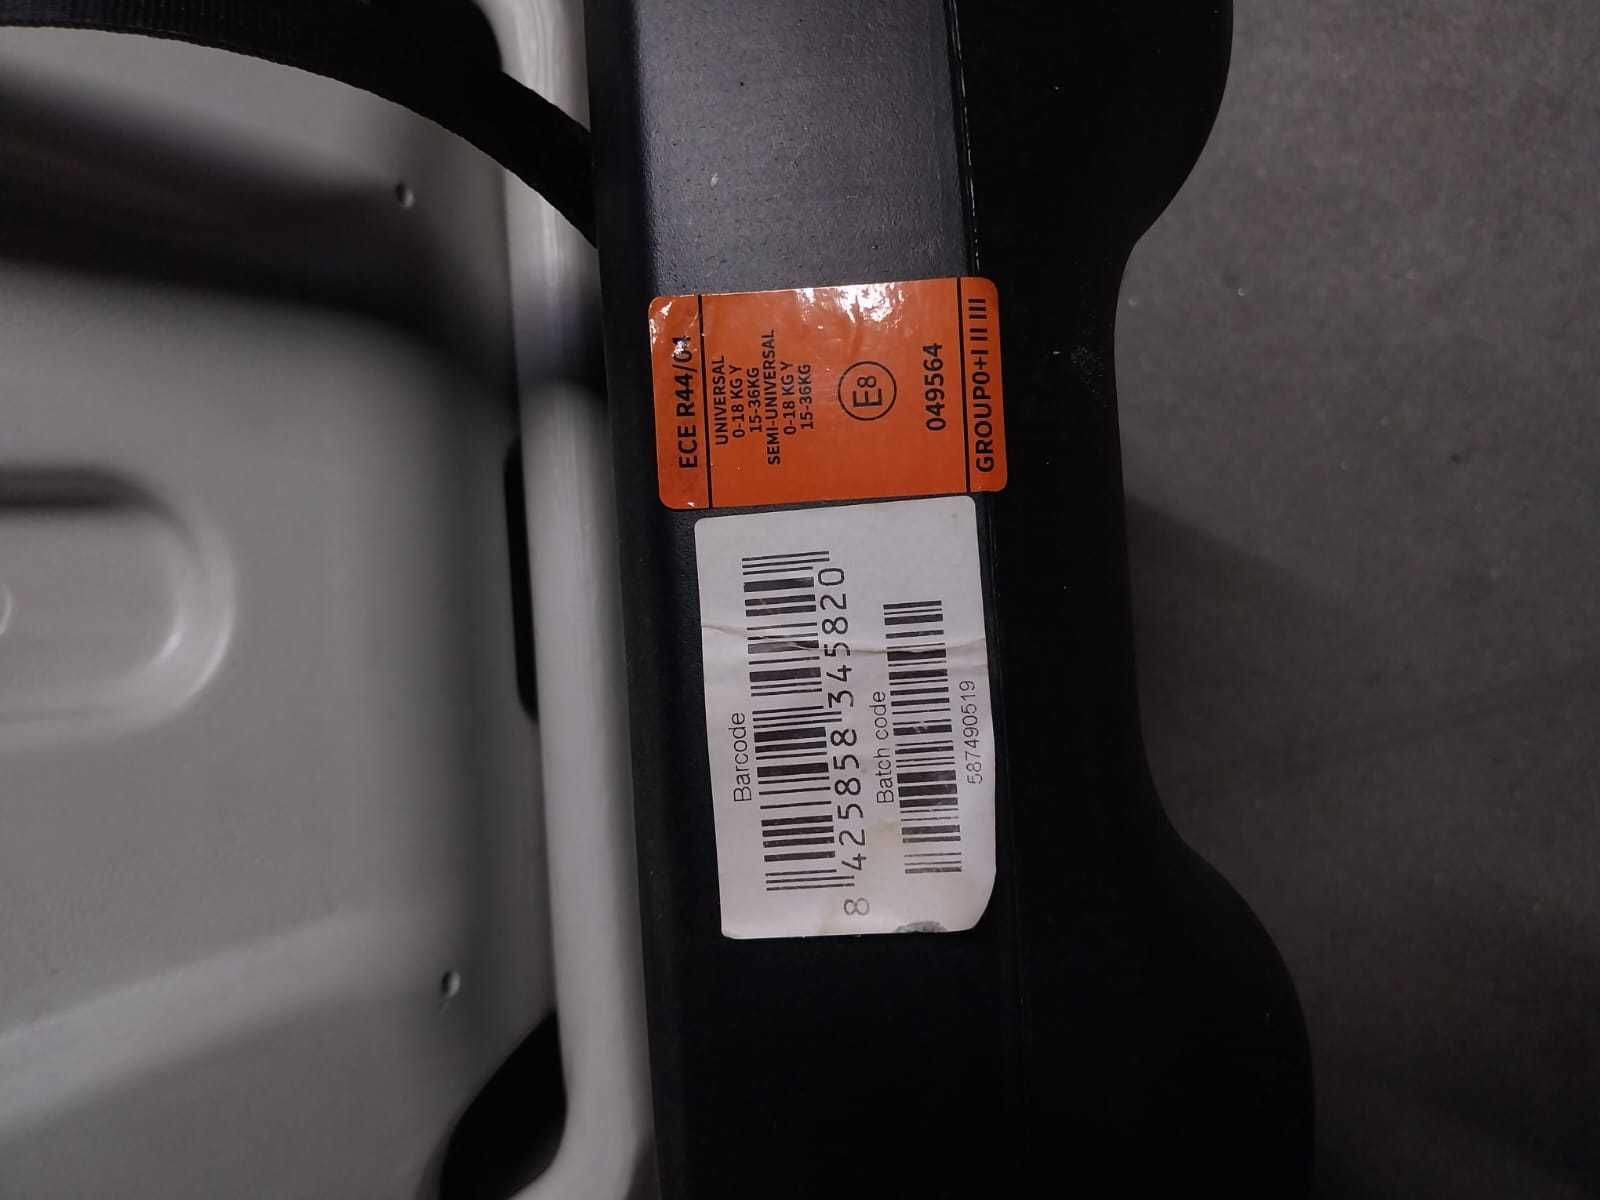 ECE R44/04
UNIVERSAL
0-18 KG Y
15-36KG
SEMI-UNIVERSAL
0-18 KG Y
15-36KG
E8
049564
GROUP0+I II III
Barcode
8 425858 345820
Batch code
587490519